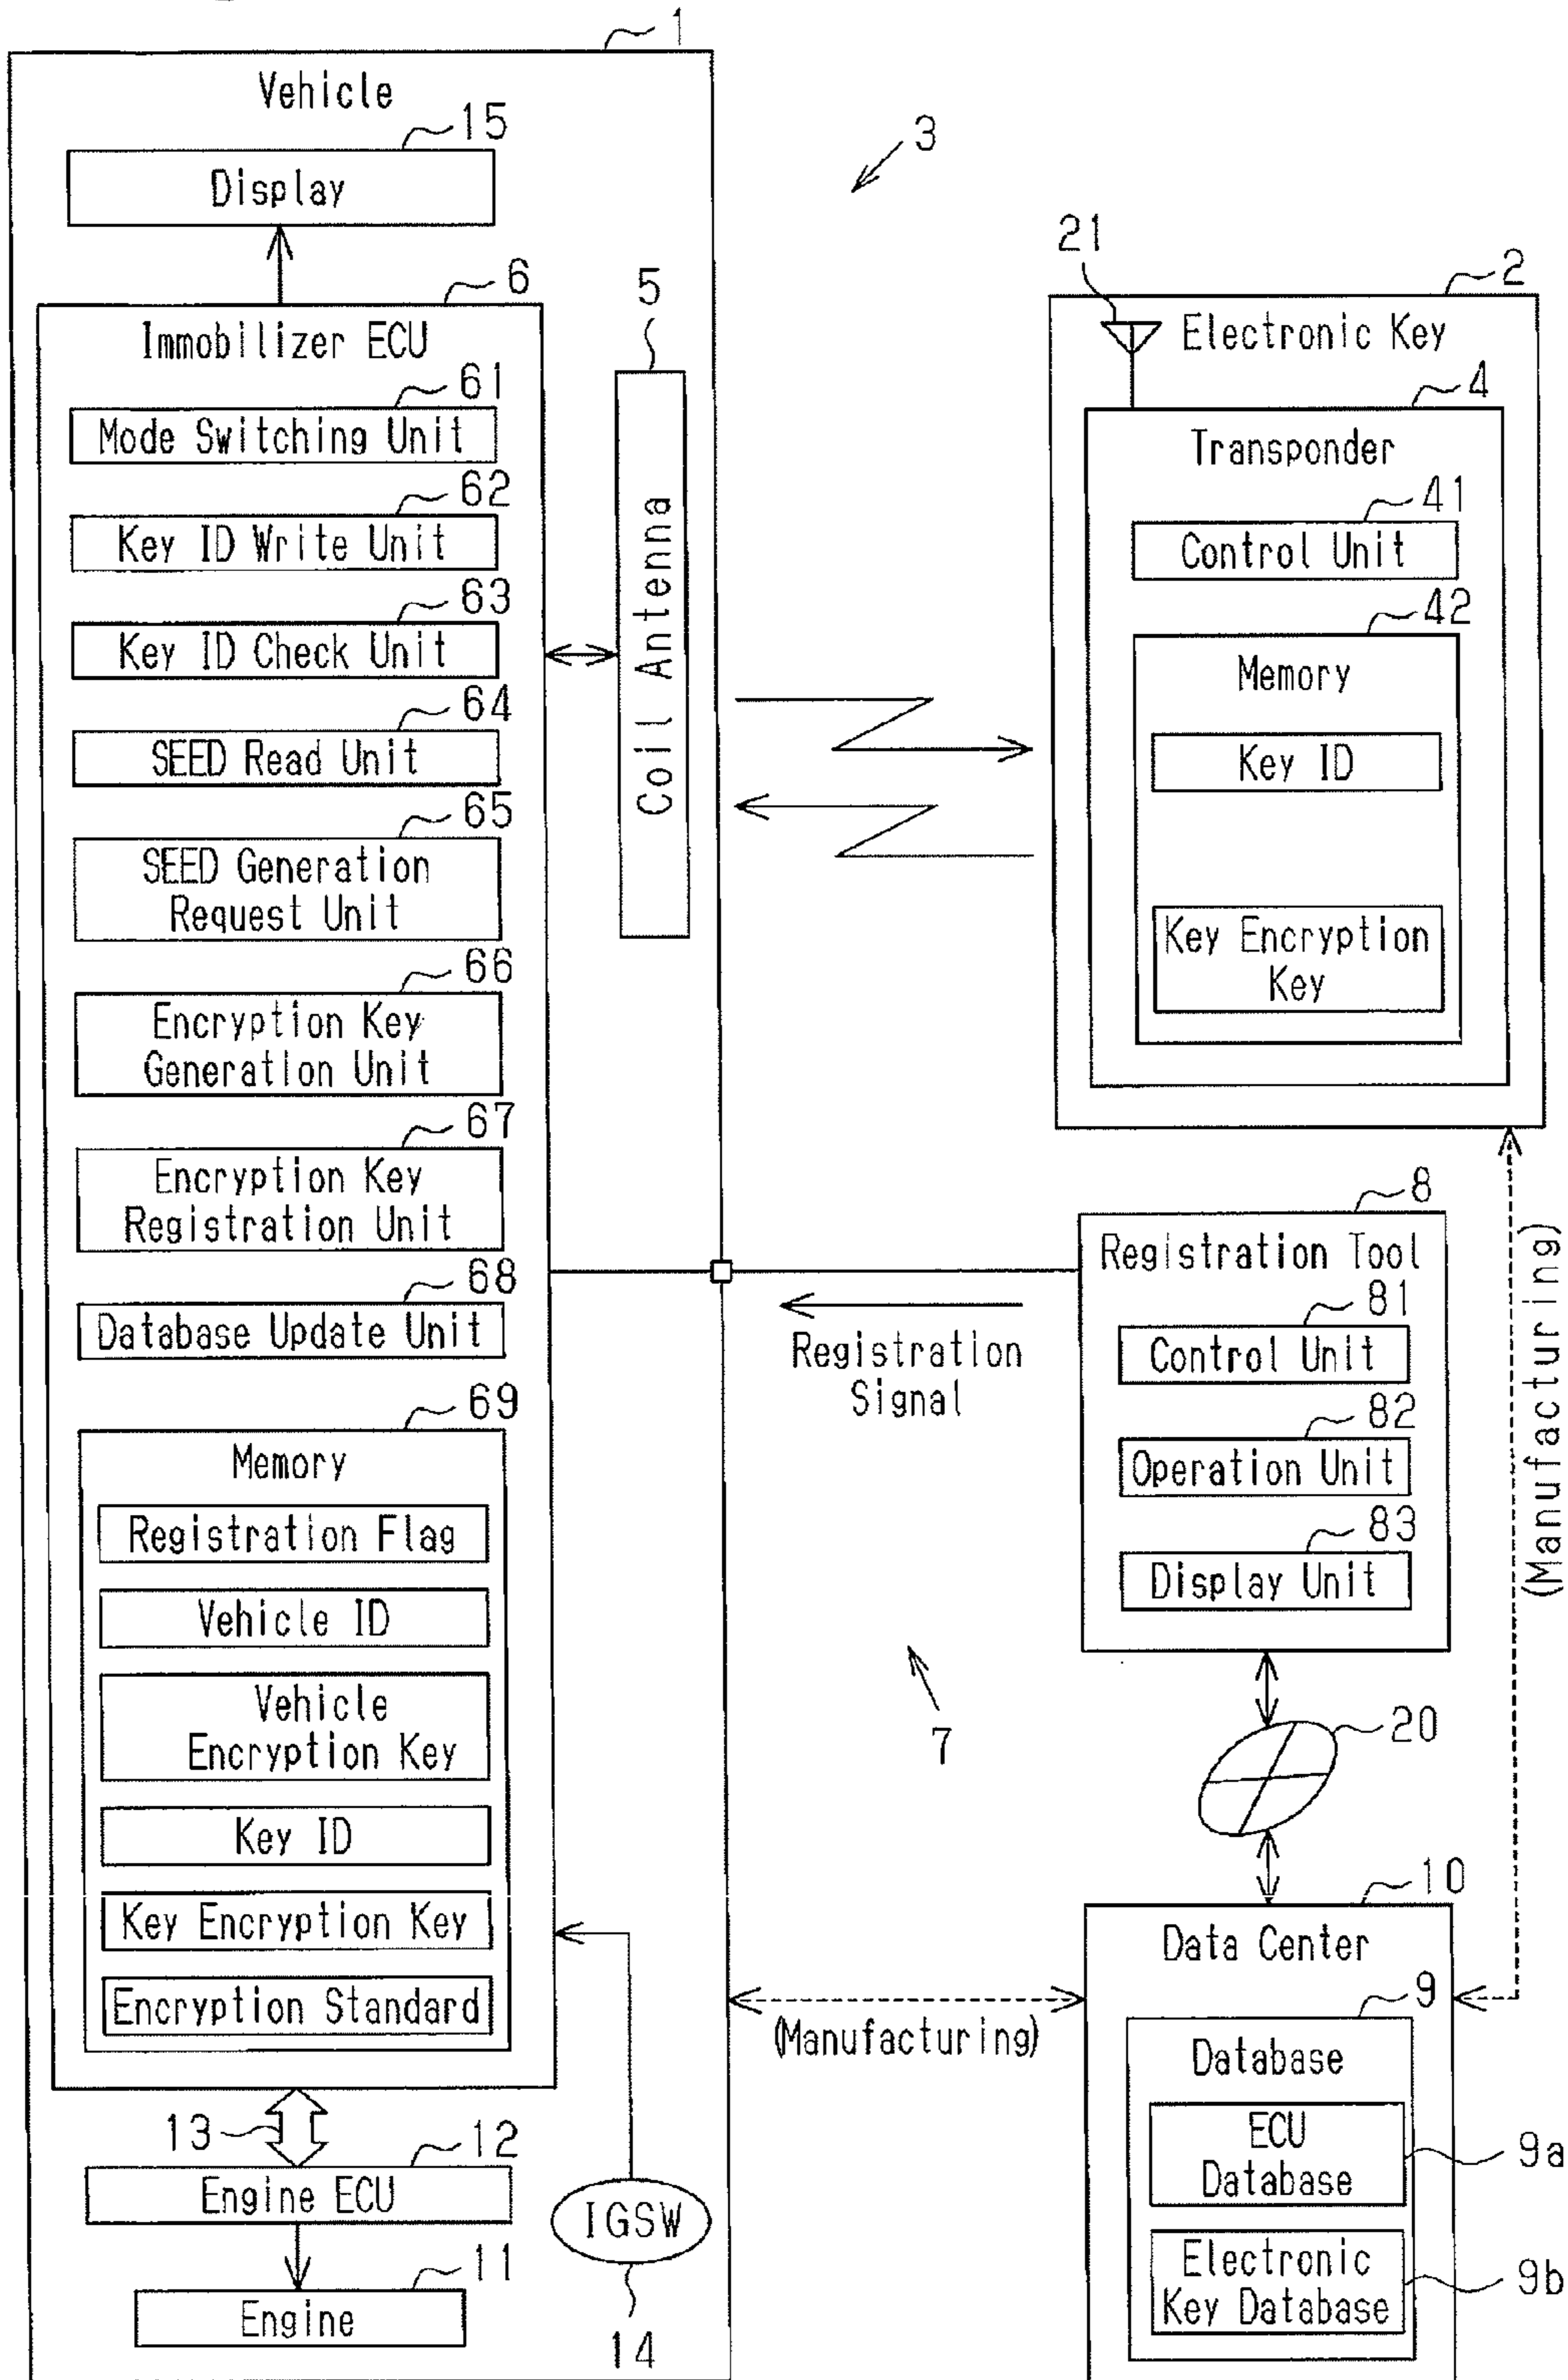 1
Vehicle
15
Display
3
6
Immobilizer ECU
61
Mode Switching Unit
62
Key ID Write Unit
63
Key ID Check Unit
64
SEED Read Unit
65
SEED Generation
Request Unit
66
Encryption Key
Generation Unit
67
Encryption Key
Registration Unit
68
Database Update Unit
69
Memory
Registration Flag
Vehicle ID
Vehicle
Encryption Key
Key ID
Key Encryption Key
Encryption Standard
13
12
Engine ECU
11
Engine
IGSW
14
5
Coil Antenna
21
2
Electronic Key
4
Transponder
41
Control Unit
42
Memory
Key ID
Key Encryption
Key
8
Registration Tool
81
Control Unit
82
Operation Unit
83
Display Unit
Registration
Signal
7
20
(Manufacturing)
(Manufacturing)
10
Data Center
9
Database
ECU
Database
9a
Electronic
Key Database
9b